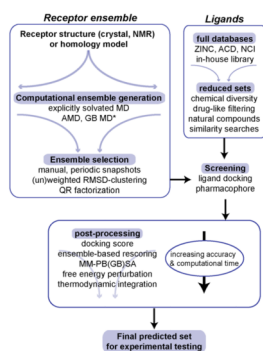 Receptor ensemble
Receptor structure (crystal, NMR)
or homology model
Computational ensemble generation
explicitly solvated MD
AMD, GB MD*
Ensemble selection
manual, periodic snapshots
(un)weighted RMSD-clustering
QR factorization
Ligands
full databases
ZINC, ACD, NCI
in-house library
reduced sets
chemical diversity
drug-like filtering
natural compounds
similarity searches
Screening
ligand docking
pharmacophore
post-processing
docking score
ensemble-based rescoring
MM-PB(GB)SA
free energy perturbation
thermodynamic integration
increasing accuracy
& computational time
Final predicted set
for experimental testing